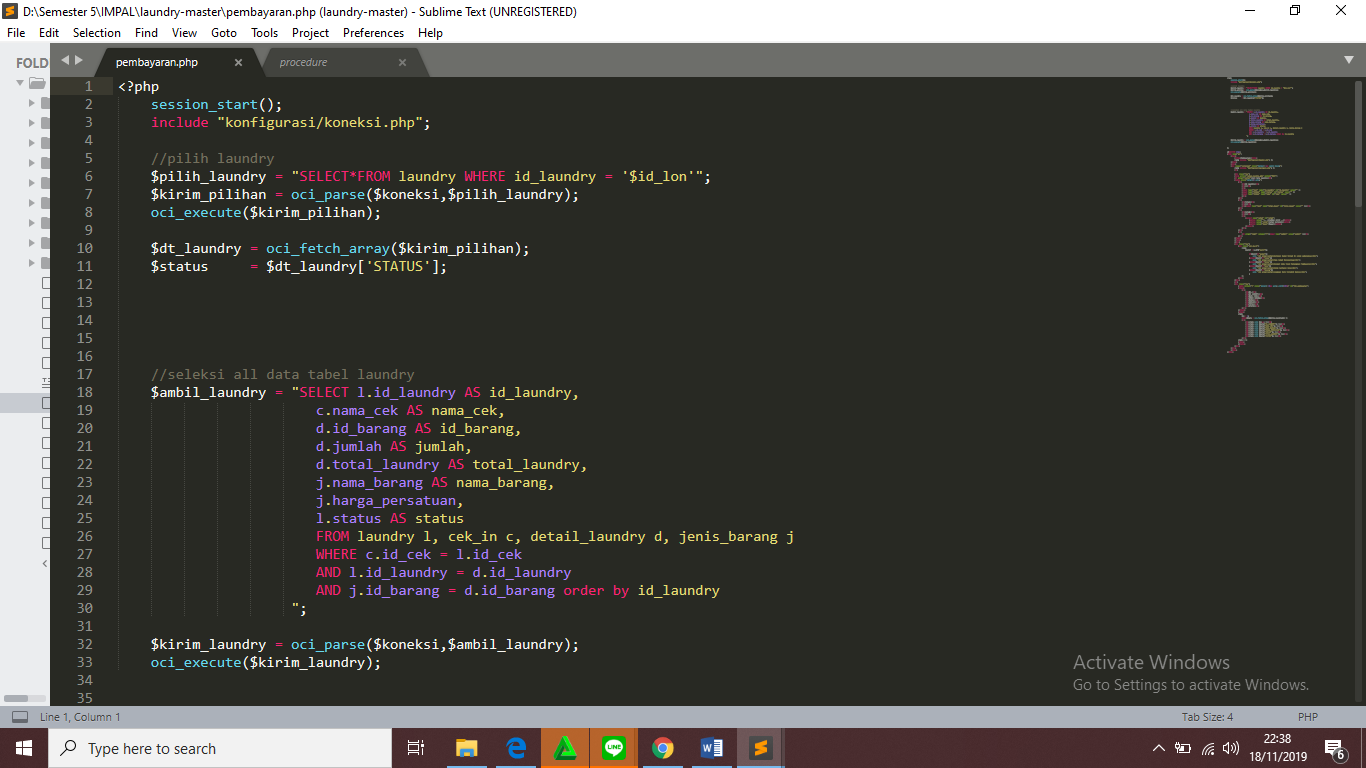 D:\Semester 5\IMPAL\laundry-master\pembayaran.php (laundry-master) - Sublime Text (UNREGISTERED)
File Edit Selection Find View Goto Tools Project Preferences Help
FOLD
pembayaran.php × procedure ×
1 <?php
2 session_start();
3 include "konfigurasi/koneksi.php";
4
5 //pilih laundry
6 $pilih_laundry = "SELECT*FROM laundry WHERE id_laundry = '$id_lon'";
7 $kirim_pilihan = oci_parse($koneksi,$pilih_laundry);
8 oci_execute($kirim_pilihan);
9
10 $dt_laundry = oci_fetch_array($kirim_pilihan);
11 $status = $dt_laundry['STATUS'];
12
13
14
15
16
17 //seleksi all data tabel laundry
18 $ambil_laundry = "SELECT l.id_laundry AS id_laundry,
19 c.nama_cek AS nama_cek,
20 d.id_barang AS id_barang,
21 d.jumlah AS jumlah,
22 d.total_laundry AS total_laundry,
23 j.nama_barang AS nama_barang,
24 j.harga_persatuan,
25 l.status AS status
26 FROM laundry l, cek_in c, detail_laundry d, jenis_barang j
27 WHERE c.id_cek = l.id_cek
28 AND l.id_laundry = d.id_laundry
29 AND j.id_barang = d.id_barang order by id_laundry
30 ";
31
32 $kirim_laundry = oci_parse($koneksi,$ambil_laundry);
33 oci_execute($kirim_laundry);
34
35
Activate Windows
Go to Settings to activate Windows.
Line 1, Column 1 Tab Size: 4 PHP
Type here to search
LINE
22:38
18/11/2019
6